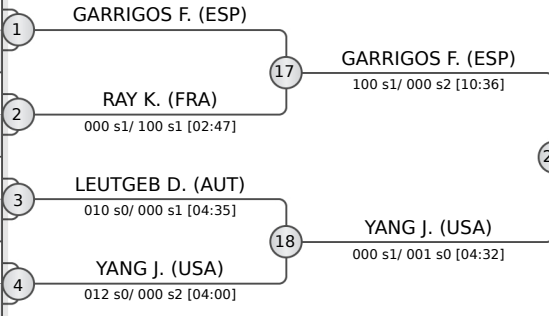 GARRIGOS F. (ESP)
1
17
GARRIGOS F. (ESP)
100 s1/ 000 s2 [10:36]
RAY K. (FRA)
2
000 s1/ 100 s1 [02:47]
LEUTGEB D. (AUT)
3
010 s0/ 000 s1 [04:35]
18
YANG J. (USA)
000 s1/ 001 s0 [04:32]
YANG J. (USA)
4
012 s0/ 000 s2 [04:00]